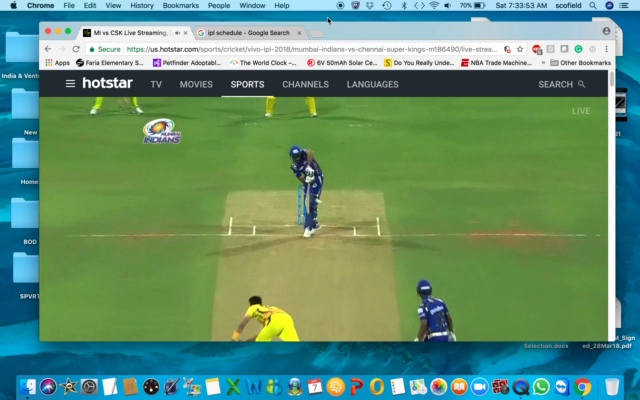 Chrome File Edit View History Bookmarks People Window Help 70% Sat 7:33:53 AM scofield
MI vs CSK Live Streaming, ipl schedule - Google Search
Secure https://us.hotstar.com/sports/cricket/vivo-ipl-2018/mumbai-indians-vs-chennai-super-kings-m186490/live-strea...
Apps Faria Elementary S... Petfinder Adoptabl... The World Clock –... 6V 50mAh Solar Ce... Do You Really Unde... NBA Trade Machine... » Other Bookmarks
hotstar TV MOVIES SPORTS CHANNELS LANGUAGES SEARCH
LIVE
MUMBAI
INDIANS
India & Vent
New
Home
BOD
SPVRT
Selection.docs
ed_28Mar18.pdf